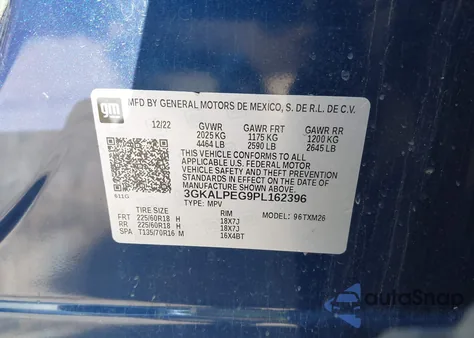 gm
MFD BY GENERAL MOTORS DE MEXICO, S. DE R.L. DE C.V.
12/22 GVWR GAWR FRT GAWR RR
2025 KG 1175 KG 1200 KG
4464 LB 2590 LB 2645 LB
THIS VEHICLE CONFORMS TO ALL
APPLICABLE U.S. FEDERAL MOTOR
VEHICLE SAFETY, BUMPER, AND THEFT
PREVENTION STANDARDS IN EFFECT ON
THE DATE OF MANUFACTURE SHOWN ABOVE.
3GKALPEG9PL162396
TYPE: MPV
TIRE SIZE RIM MODEL: 96TXM26
FRT 225/60R18 H 18X7J
RR 225/60R18 H 18X7J
SPA T135/70R16 M 16X4BT
AutoSnap